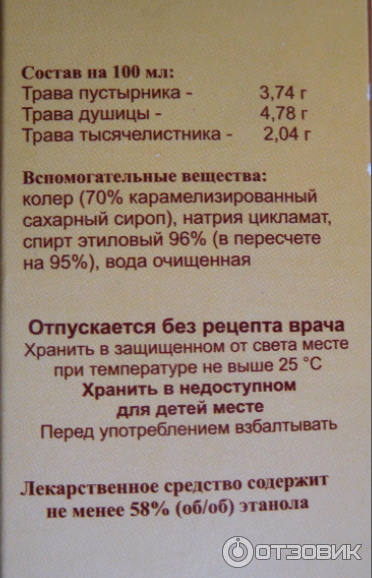 Состав на 100 мл:
Трава пустырника - 3,74 г
Трава душицы - 4,78 г
Трава тысячелистника - 2,04 г
Вспомогательные вещества:
колер (70% карамелизированный
сахарный сироп), натрия цикламат,
спирт этиловый 96% (в пересчете
на 95%), вода очищенная
Отпускается без рецепта врача
Хранить в защищенном от света месте
при температуре не выше 25 °C
Хранить в недоступном
для детей месте
Перед употреблением взбалтывать
Лекарственное средство содержит
не менее 58% (об/об) этанола
ОТЗОВИК